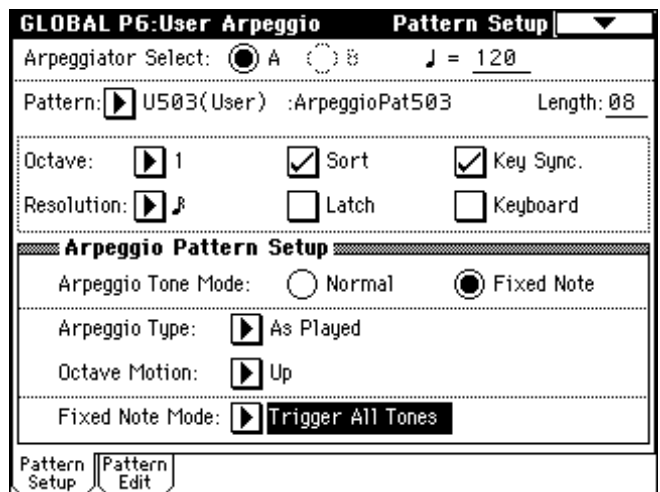 GLOBAL P6:User Arpeggio Pattern Setup
Arpeggiator Select: A B ♩ = 120
Pattern: U503(User) :ArpeggioPat503 Length: 08
Octave: 1 Sort Key Sync.
Resolution: Latch Keyboard
Arpeggio Pattern Setup
Arpeggio Tone Mode: Normal Fixed Note
Arpeggio Type: As Played
Octave Motion: Up
Fixed Note Mode: Trigger All Tones
Pattern Pattern
Setup Edit